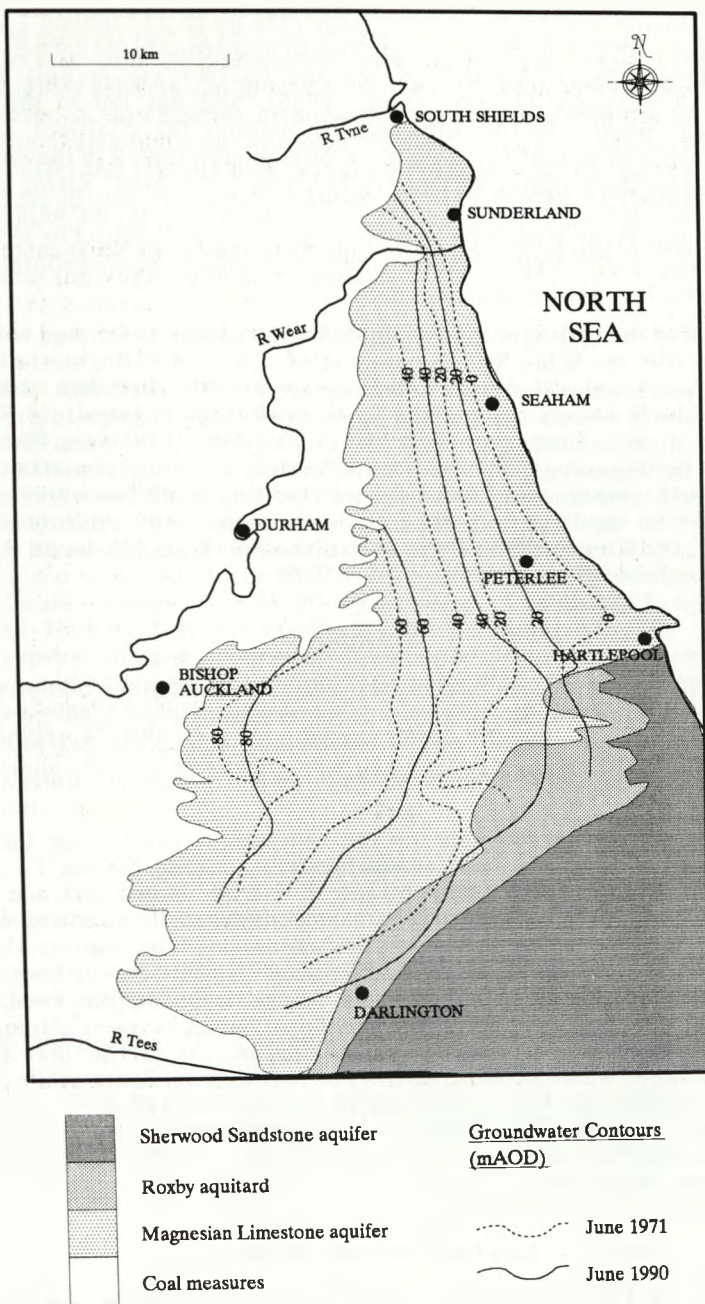 10 km
N
SOUTH SHIELDS
R Tyne
SUNDERLAND
NORTH
SEA
R Wear
40 40 20 20 0
SEAHAM
DURHAM
PETERLEE
60 60 40 40 20 20 0
HARTLEPOOL
BISHOP
AUCKLAND
80 80
DARLINGTON
R Tees
Sherwood Sandstone aquifer
Roxby aquitard
Magnesian Limestone aquifer
Coal measures
Groundwater Contours
(mAOD)
June 1971
June 1990